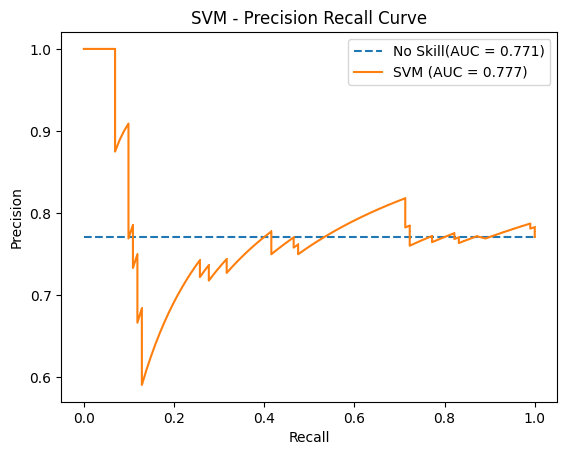 SVM - Precision Recall Curve
No Skill(AUC = 0.771)
SVM (AUC = 0.777)
1.0
0.9
0.8
0.7
0.6
Precision
0.0 0.2 0.4 0.6 0.8 1.0
Recall